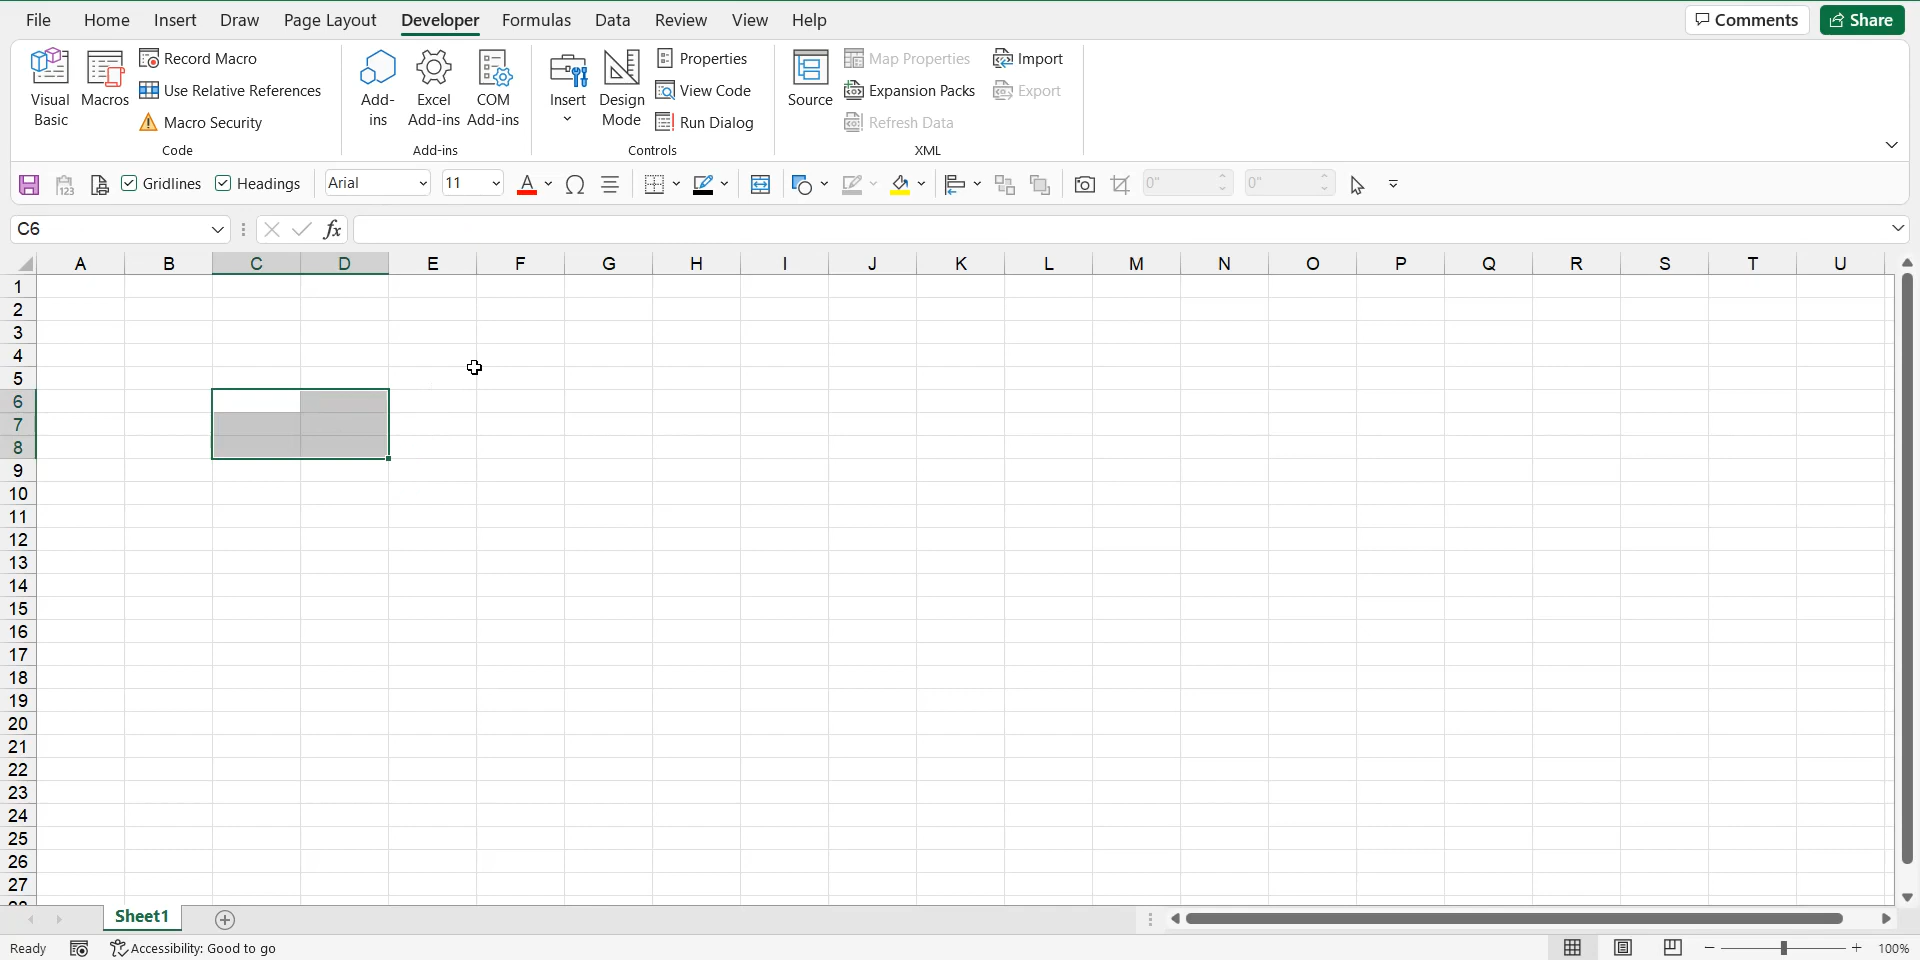 File Home Insert Draw Page Layout Developer Formulas Data Review View Help Comments Share
Visual Basic
Macros
Record Macro
Use Relative References
Macro Security
Code
Add-ins
Excel Add-ins
COM Add-ins
Add-ins
Insert
Design Mode
Properties
View Code
Run Dialog
Controls
Source
Map Properties
Expansion Packs
Refresh Data
Import
Export
XML
123 Gridlines Headings Arial 11 A Ω 0" 0"
C6 fx
A B C D E F G H I J K L M N O P Q R S T U
1
2
3
4
5
6
7
8
9
10
11
12
13
14
15
16
17
18
19
20
21
22
23
24
25
26
27
Sheet1
Ready Accessibility: Good to go 100%